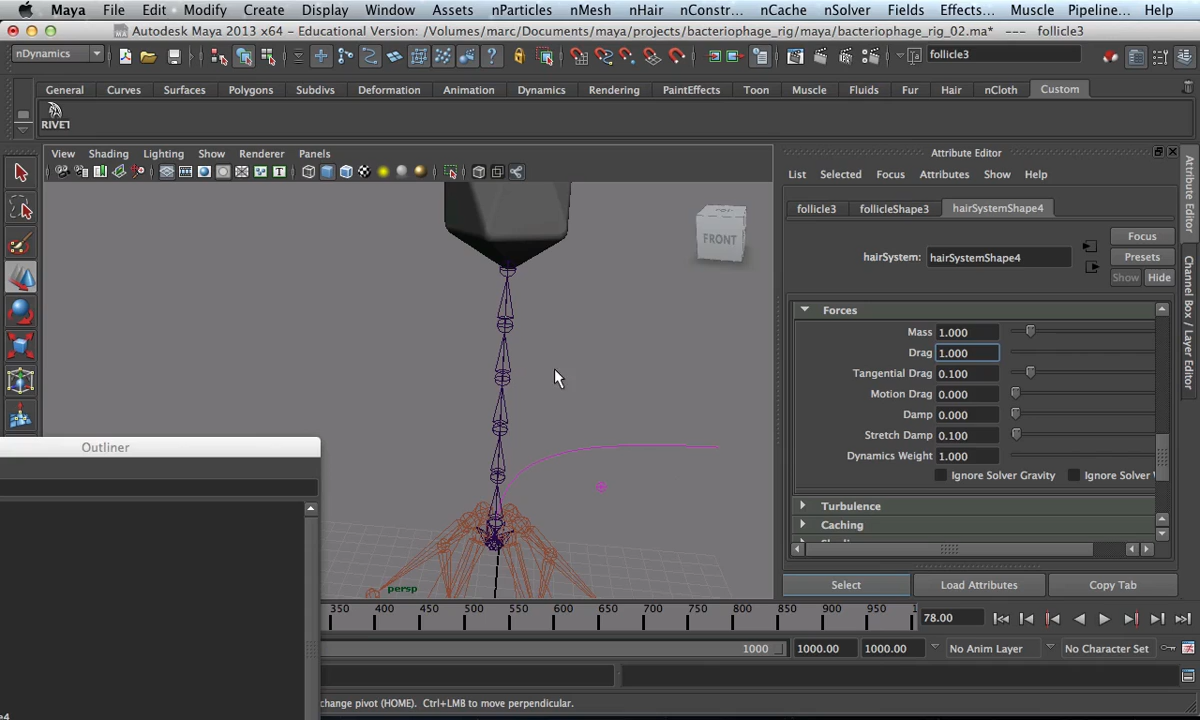 Maya File Edit Modify Create Display Window Assets nParticles nMesh nHair nConstr... nCache nSolver Fields Effects... Muscle Pipeline... Help
Autodesk Maya 2013 x64 - Educational Version: /Volumes/marc/Documents/maya/projects/bacteriophage_rig/maya/bacteriophage_rig_02.ma* --- follicle3
nDynamics
follicle3
General Curves Surfaces Polygons Subdivs Deformation Animation Dynamics Rendering PaintEffects Toon Muscle Fluids Fur Hair nCloth Custom
RIVET
View Shading Lighting Show Renderer Panels
Attribute Editor
List Selected Focus Attributes Show Help
follicle3 follicleShape3 hairSystemShape4
Focus
hairSystem: hairSystemShape4
Presets
Show Hide
FRONT
Forces
Mass 1.000
Drag 1.000
Tangential Drag 0.100
Motion Drag 0.000
Damp 0.000
Stretch Damp 0.100
Dynamics Weight 1.000
Ignore Solver Gravity Ignore Solver
Turbulence
Caching
Select Load Attributes Copy Tab
Attribute Editor
Channel Box / Layer Editor
Outliner
persp
350 400 450 500 550 600 650 700 750 800 850 900 950 1
78.00
1000 1000.00 1000.00 No Anim Layer No Character Set
change pivot (HOME). Ctrl+LMB to move perpendicular.